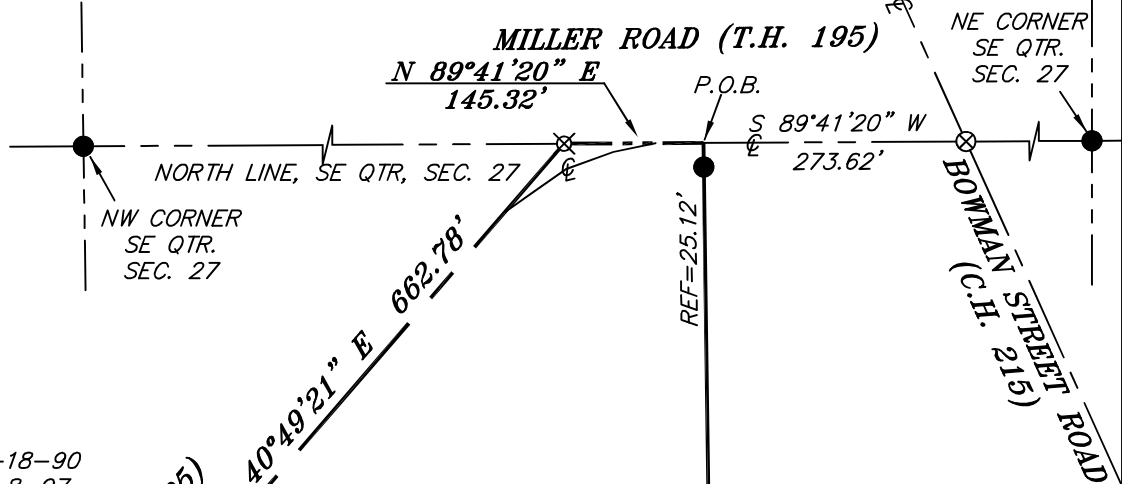 MILLER ROAD (T.H. 195)
NE CORNER
SE QTR.
SEC. 27
N 89°41'20" E
145.32'
P.O.B.
S 89°41'20" W
273.62'
℄
NORTH LINE, SE QTR, SEC. 27
℄
NW CORNER
SE QTR.
SEC. 27
REF=25.12'
40°49'21" E 662.78'
BOWMAN STREET ROAD
(C.H. 215)
-18-90